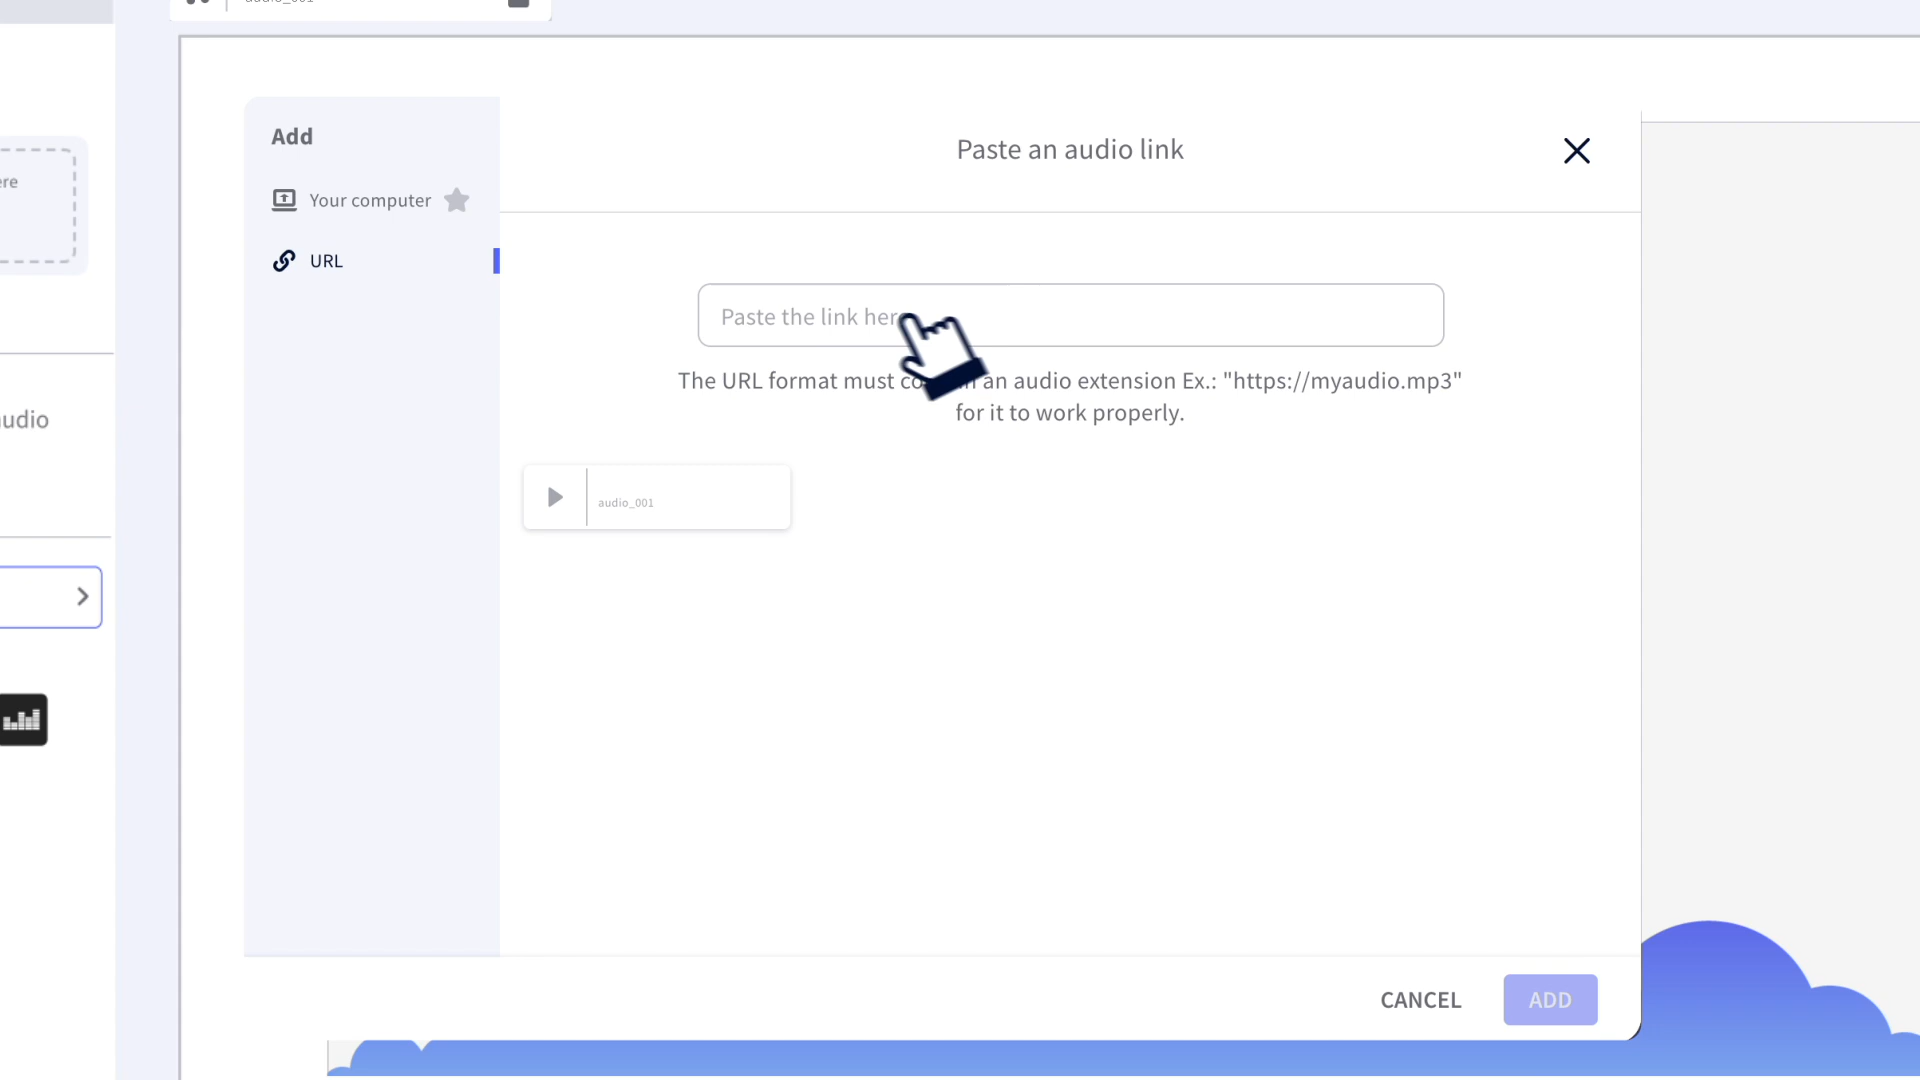 audio_001
Add
Paste an audio link
Your computer
URL
Paste the link her
The URL format must co an audio extension Ex.: "https://myaudio.mp3"
for it to work properly.
audio_001
ere
udio
CANCEL
ADD